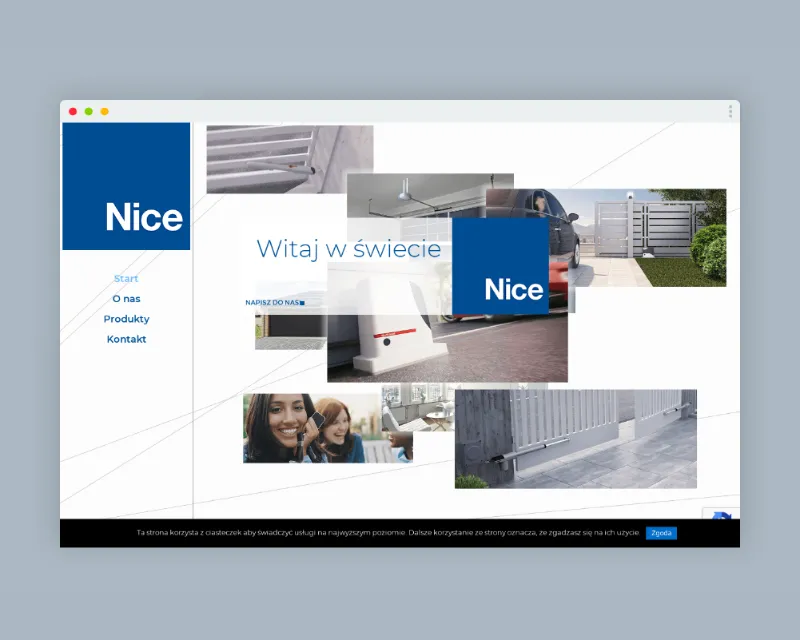 Nice
Start
O nas
Produkty
Kontakt
Witaj w świecie
Nice
NAPISZ DO NAS
Ta strona korzysta z ciasteczek aby świadczyć usługi na najwyższym poziomie. Dalsze korzystanie ze strony oznacza, że zgadzasz się na ich użycie.
Zgoda